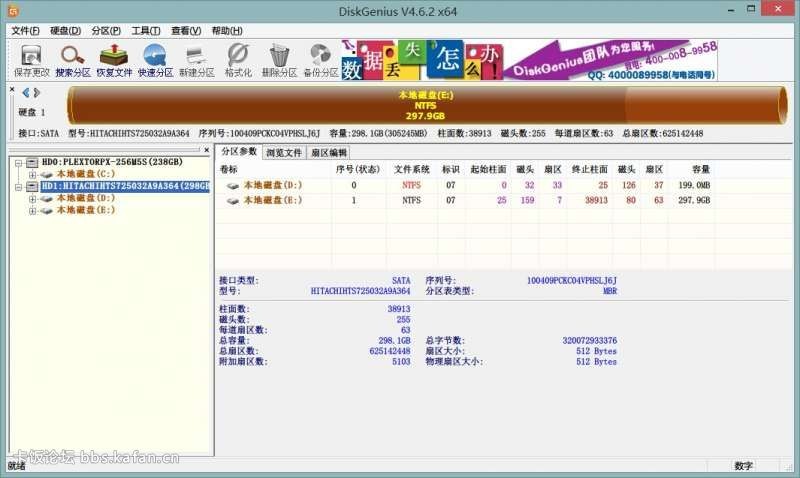 DiskGenius V4.6.2 x64
文件(F) 硬盘(D) 分区(P) 工具(T) 查看(V) 帮助(H)
保存更改 搜索分区 恢复文件 快速分区 新建分区 格式化 删除分区 备份分区
数据丢失怎么办!
DiskGenius团队为您服务!
致电: 400-008-9958
QQ: 4000089958(与电话同号)
硬盘 1
本地磁盘(E:)
NTFS
297.9GB
接口:SATA 型号:HITACHIHTS725032A9A364 序列号:100409PCKC04VPHSLJ6J 容量:298.1GB(305245MB) 柱面数:38913 磁头数:255 每道扇区数:63 总扇区数:625142448
HD0:PLEXTORPX-256M5S(238GB)
本地磁盘(C:)
HD1:HITACHIHTS725032A9A364(298GB
本地磁盘(D:)
本地磁盘(E:)
分区参数 浏览文件 扇区编辑
卷标 序号(状态) 文件系统 标识 起始柱面 磁头 扇区 终止柱面 磁头 扇区 容量
本地磁盘(D:) 0 NTFS 07 0 32 33 25 126 37 199.0MB
本地磁盘(E:) 1 NTFS 07 25 159 7 38913 80 63 297.9GB
接口类型: SATA 序列号: 100409PCKC04VPHSLJ6J
型号: HITACHIHTS725032A9A364 分区表类型: MBR
柱面数: 38913
磁头数: 255
每道扇区数: 63
总容量: 298.1GB 总字节数: 320072933376
总扇区数: 625142448 扇区大小: 512 Bytes
附加扇区数: 5103 物理扇区大小: 512 Bytes
卡饭论坛 bbs.kafan.cn
就绪 数字